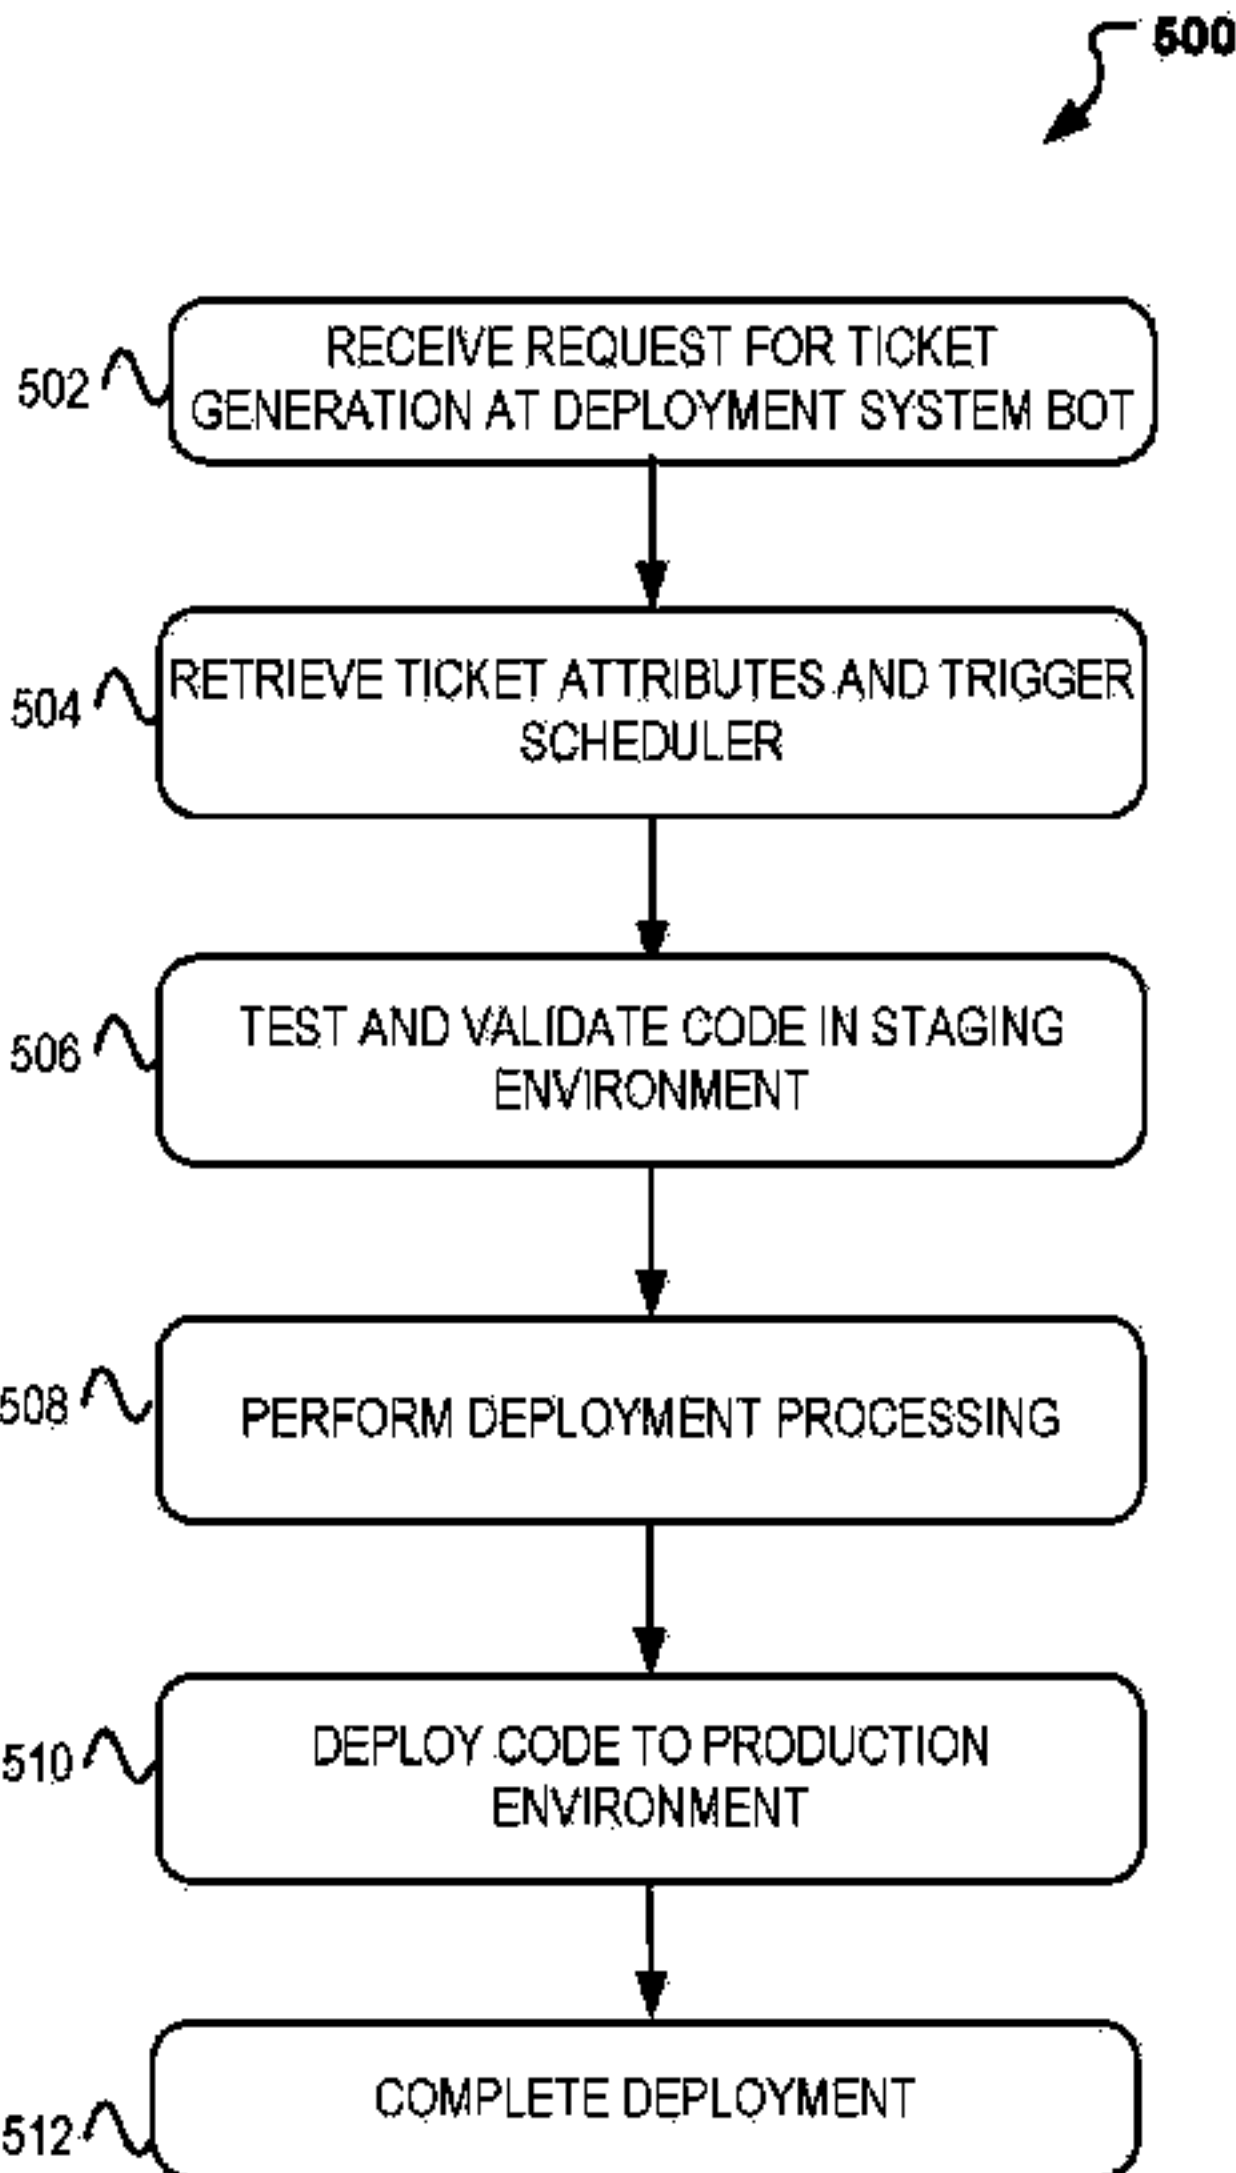 500
502
RECEIVE REQUEST FOR TICKET
GENERATION AT DEPLOYMENT SYSTEM BOT
504
RETRIEVE TICKET ATTRIBUTES AND TRIGGER
SCHEDULER
506
TEST AND VALIDATE CODE IN STAGING
ENVIRONMENT
508
PERFORM DEPLOYMENT PROCESSING
510
DEPLOY CODE TO PRODUCTION
ENVIRONMENT
512
COMPLETE DEPLOYMENT